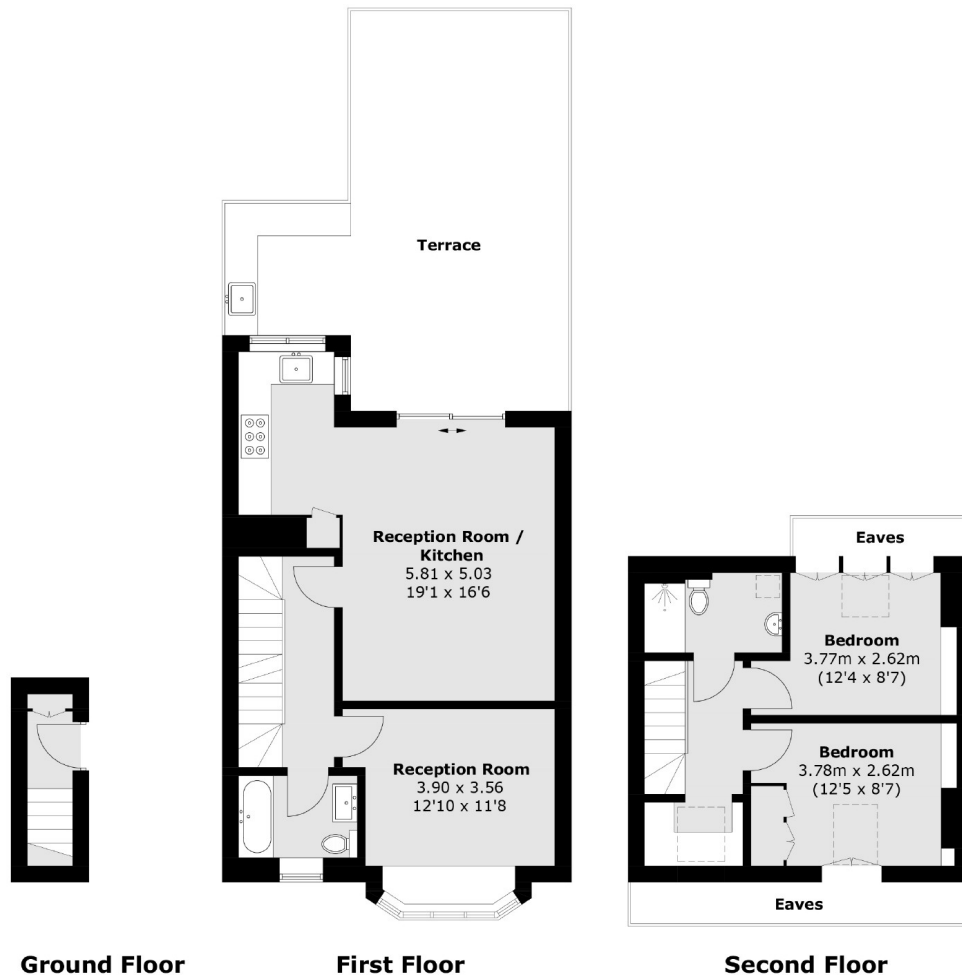 Terrace
Reception Room /
Kitchen
5.81 x 5.03
19'1 x 16'6
Reception Room
3.90 x 3.56
12'10 x 11'8
Eaves
Bedroom
3.77m x 2.62m
(12'4 x 8'7)
Bedroom
3.78m x 2.62m
(12'5 x 8'7)
Eaves
Ground Floor
First Floor
Second Floor